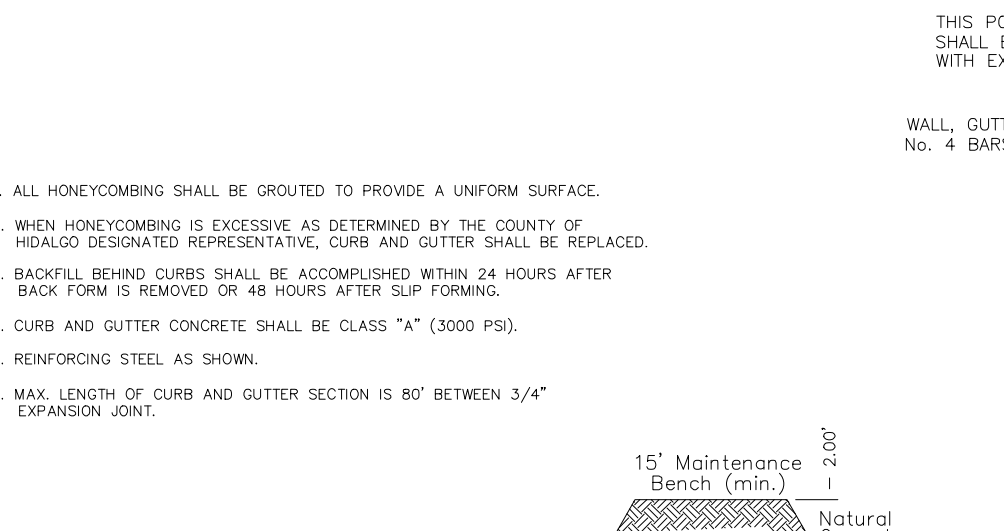 THIS
SHALL
WITH
WALL,
No. 4
. ALL HONEYCOMBING SHALL BE GROUTED TO PROVIDE A UNIFORM SURFACE.
. WHEN HONEYCOMBING IS EXCESSIVE AS DETERMINED BY THE COUNTY OF
HIDALGO DESIGNATED REPRESENTATIVE, CURB AND GUTTER SHALL BE REPLACED.
. BACKFILL BEHIND CURBS SHALL BE ACCOMPLISHED WITHIN 24 HOURS AFTER
BACK FORM IS REMOVED OR 48 HOURS AFTER SLIP FORMING.
. CURB AND GUTTER CONCRETE SHALL BE CLASS "A" (3000 PSI).
. REINFORCING STEEL AS SHOWN.
. MAX. LENGTH OF CURB AND GUTTER SECTION IS 80' BETWEEN 3/4"
EXPANSION JOINT.
15' Maintenance
Bench (min.)
2.00'
Natural